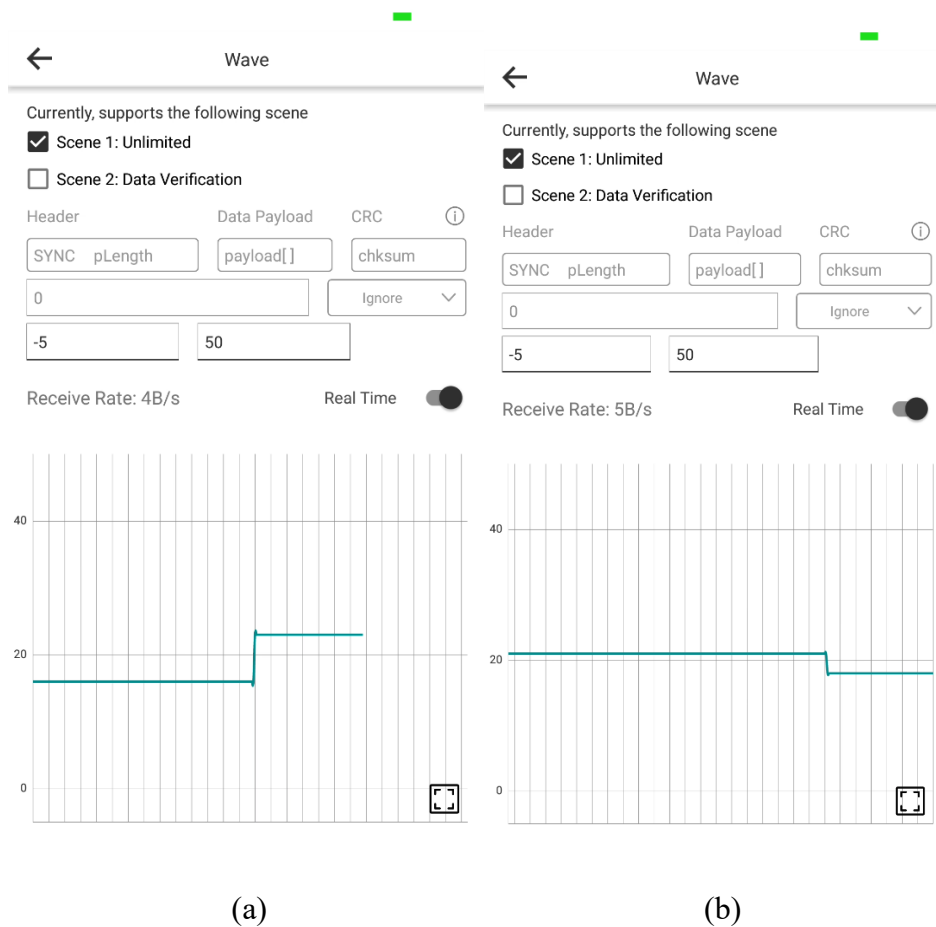 Wave
Currently, supports the following scene
Scene 1: Unlimited
Scene 2: Data Verification
Header Data Payload CRC
SYNC pLength payload[] chksum
0 Ignore
-5 50
Receive Rate: 4B/s Real Time
40
20
0
(a)
Wave
Currently, supports the following scene
Scene 1: Unlimited
Scene 2: Data Verification
Header Data Payload CRC
SYNC pLength payload[] chksum
0 Ignore
-5 50
Receive Rate: 5B/s Real Time
40
20
0
(b)